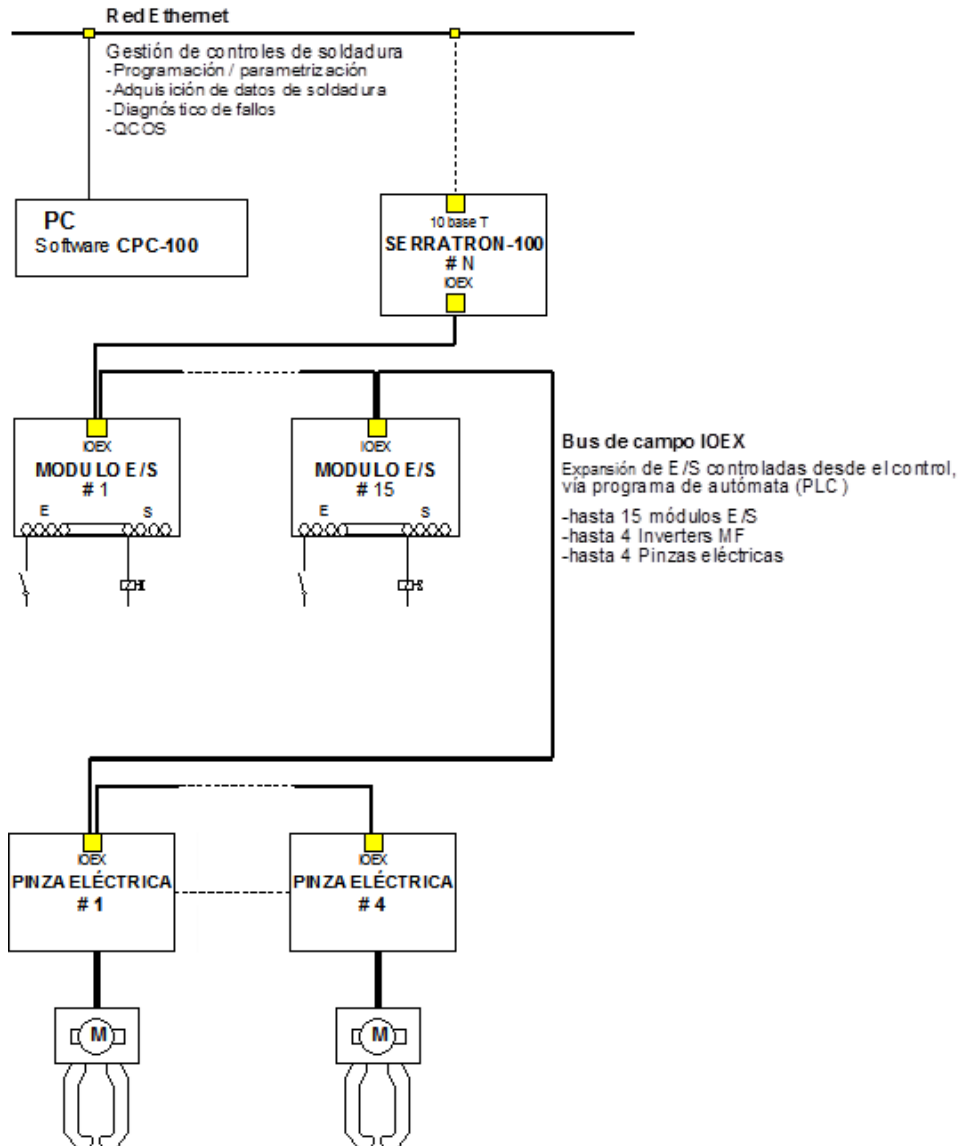 Red Ethernet
Gestión de controles de soldadura
-Programación / parametrización
-Adquisición de datos de soldadura
-Diagnóstico de fallos
-QCOS
PC
Software CPC-100
10 base T
SERRATRON-100
# N
IOEX
IOEX
MODULO E/S
# 1
E S
IOEX
MODULO E/S
# 15
E S
Bus de campo IOEX
Expansión de E/S controladas desde el control,
vía programa de autómata (PLC)
-hasta 15 módulos E/S
-hasta 4 Inverters MF
-hasta 4 Pinzas eléctricas
IOEX
PINZA ELÉCTRICA
# 1
IOEX
PINZA ELÉCTRICA
# 4
M
M